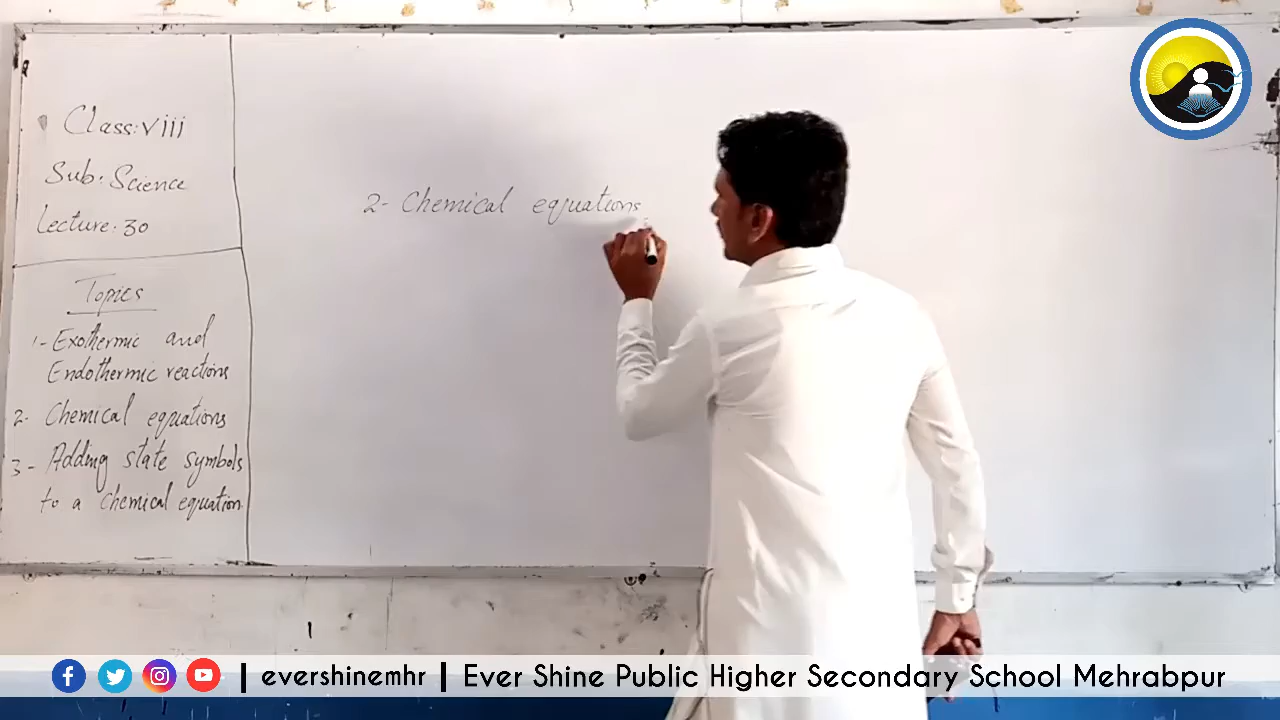 Class: viii
Sub: Science
Lecture: 30
Topics
1- Exothermic and
Endothermic reactions
2- Chemical equations
3- Adding state symbols
to a chemical equation
2- Chemical equations
| evershinemhr | Ever Shine Public Higher Secondary School Mehrabpur